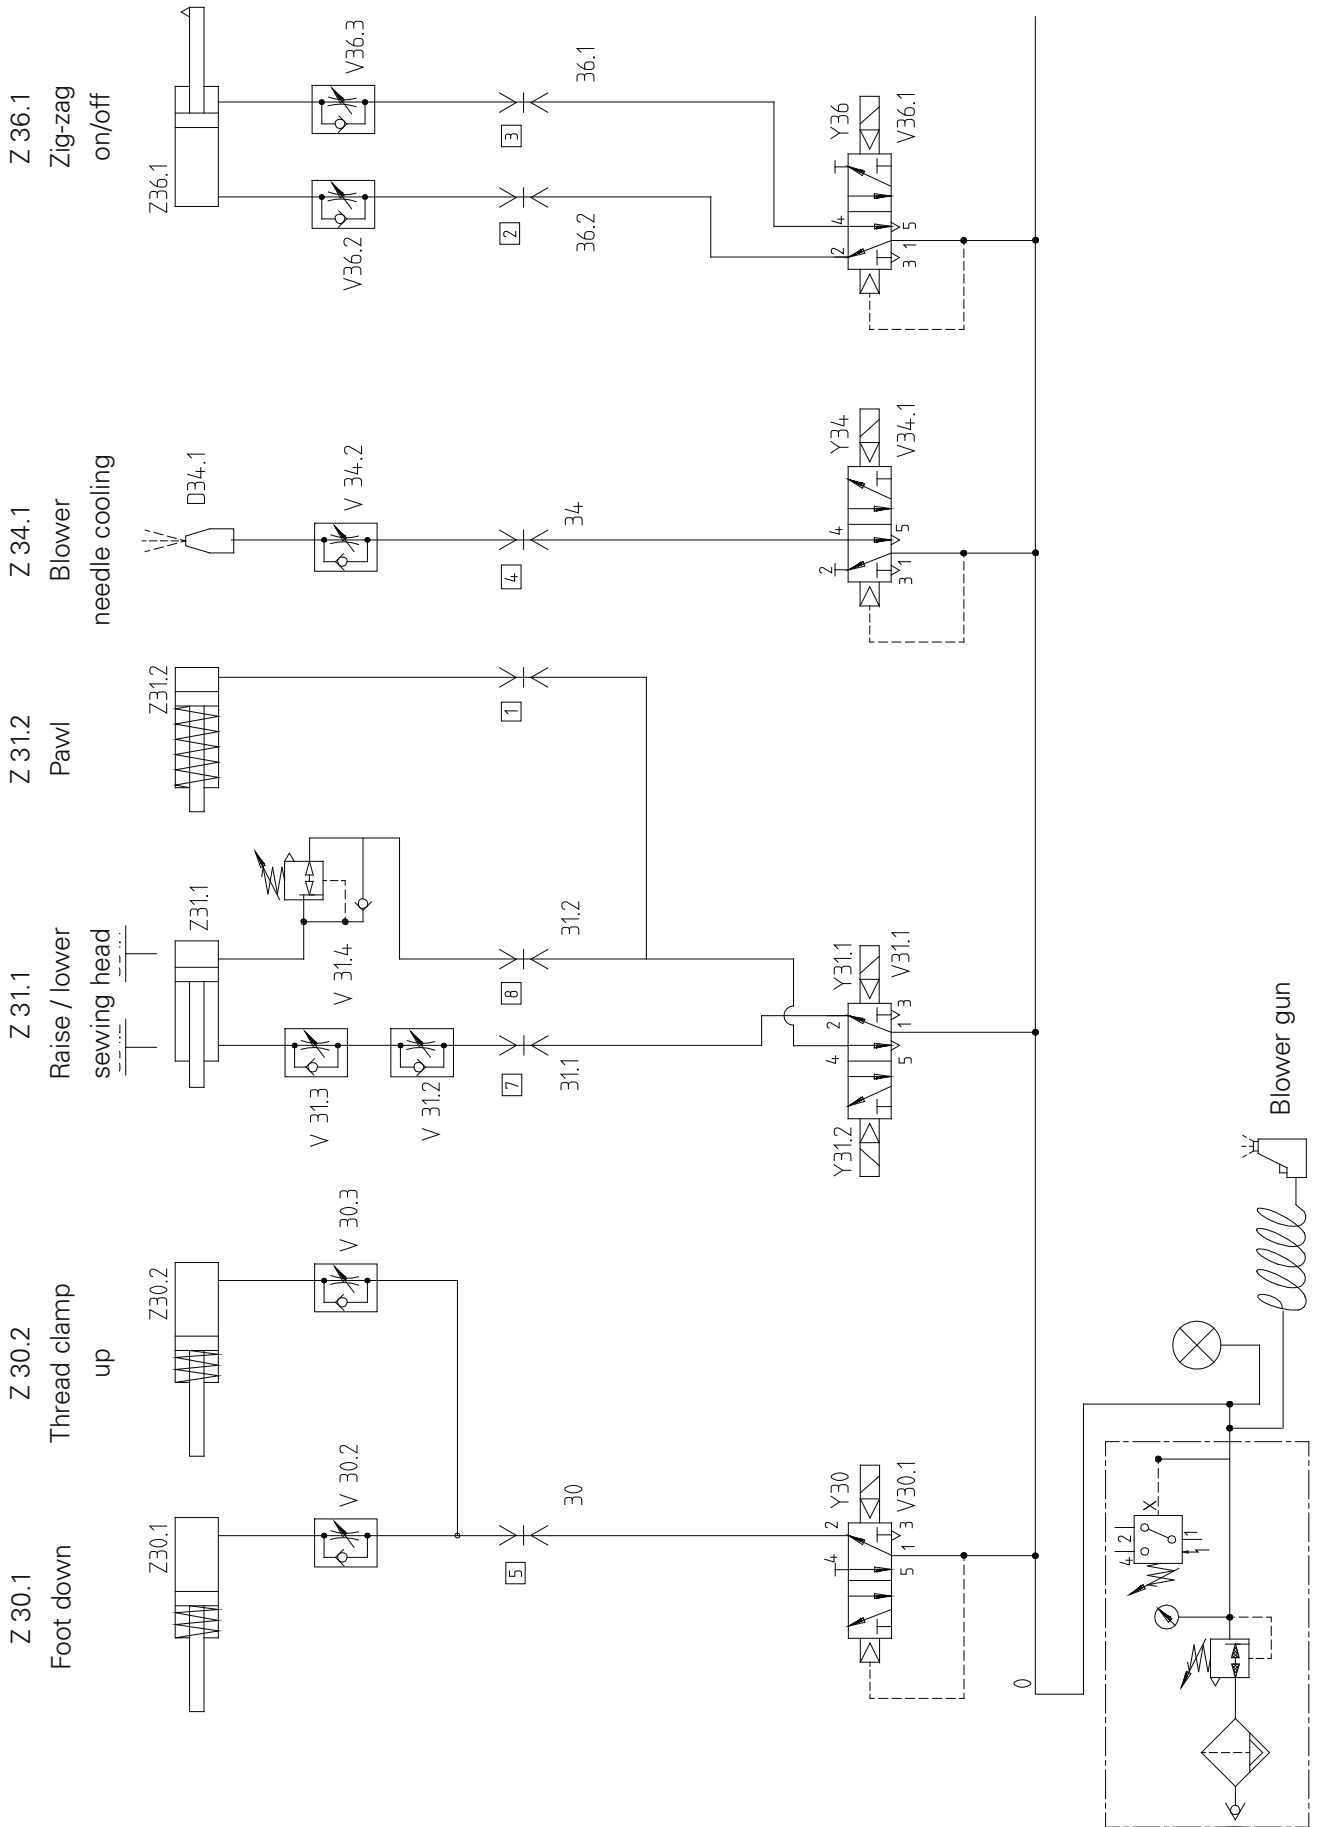 Z 30.1
Foot down
Z 30.2
Thread clamp
up
Z 31.1
Raise / lower
sewing head
Z 31.2
Pawl
Z 34.1
Blower
needle cooling
Z 36.1
Zig-zag
on/off
Z30.1
Z30.2
Z31.1
Z31.2
D34.1
Z36.1
V 30.2
V 30.3
V 31.3
V 31.2
V 31.4
V 34.2
V36.2
V36.3
5
7
8
1
4
2
3
30
31.1
31.2
34
36.2
36.1
Y30
V30.1
4
2
5
1
3
Y31.2
Y31.1
V31.1
4
2
5
1
3
Y34
V34.1
2
4
3
1
5
Y36
V36.1
2
4
3
1
5
0
4
2
X
1
Blower gun